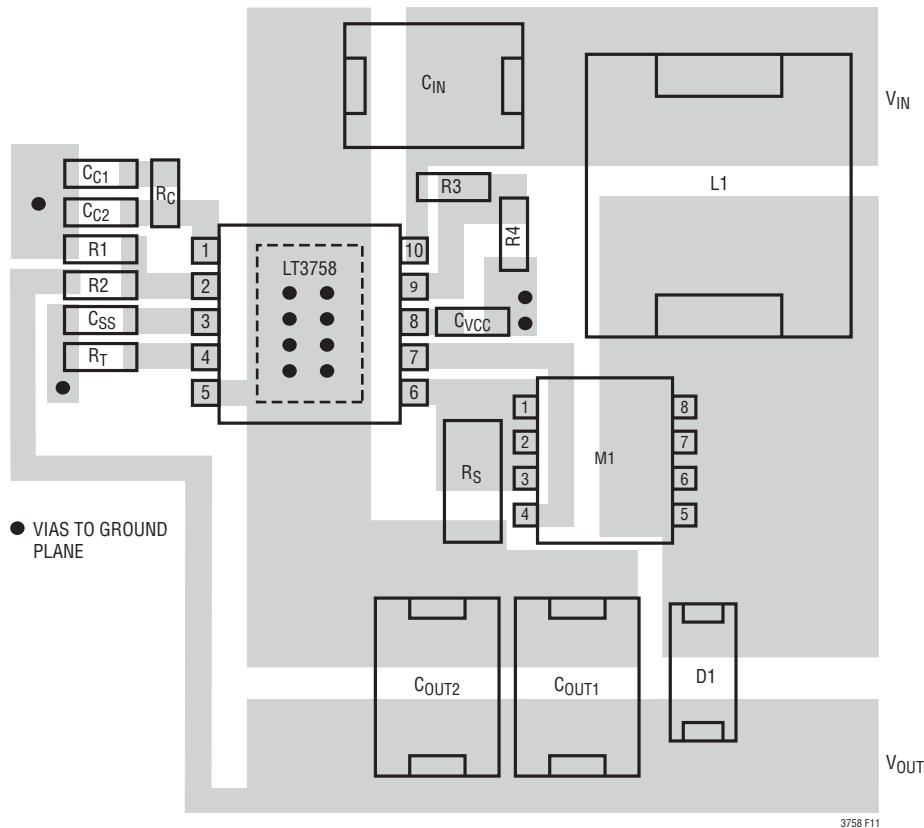 CIN
VIN
L1
CC1
RC
R3
CC2
R4
R1
1
10
LT3758
R2
2
9
CSS
3
8
CVCC
RT
4
7
5
6
1
8
2
7
RS
M1
3
6
4
5
● VIAS TO GROUND
PLANE
COUT2
COUT1
D1
VOUT
3758 F11